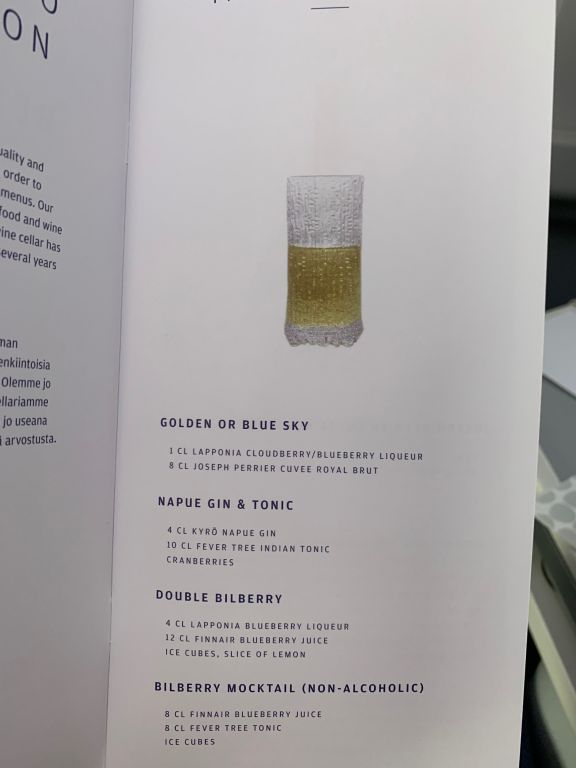 ON
uality and
order to
menus. Our
food and wine
ine cellar has
several years
man
enkiintoisia
Olemme jo
ellariamme
jo useana
arvostusta.
GOLDEN OR BLUE SKY
1 CL LAPPONIA CLOUDBERRY/BLUEBERRY LIQUEUR
8 CL JOSEPH PERRIER CUVEE ROYAL BRUT
NAPUE GIN & TONIC
4 CL KYRÖ NAPUE GIN
10 CL FEVER TREE INDIAN TONIC
CRANBERRIES
DOUBLE BILBERRY
4 CL LAPPONIA BLUEBERRY LIQUEUR
12 CL FINNAIR BLUEBERRY JUICE
ICE CUBES, SLICE OF LEMON
BILBERRY MOCKTAIL (NON-ALCOHOLIC)
8 CL FINNAIR BLUEBERRY JUICE
8 CL FEVER TREE TONIC
ICE CUBES